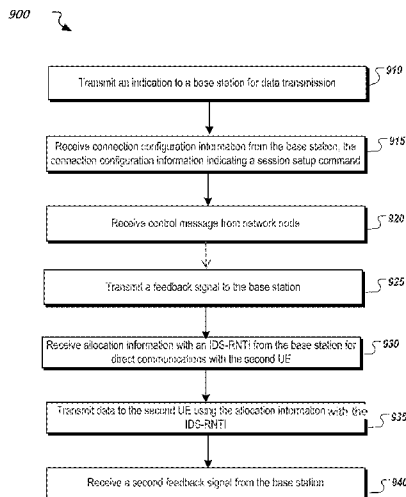 900
Transmit an indication to a base station for data transmission
910
Receive connection configuration information from the base station, the
connection configuration information indicating a session setup command
915
Receive control message from network node
920
Transmit a feedback signal to the base station
925
Receive allocation information with an IDS-RNTI from the base station for
direct communications with the second UE
930
Transmit data to the second UE using the allocation information with the
IDS-RNTI
935
Receive a second feedback signal from the base station
940